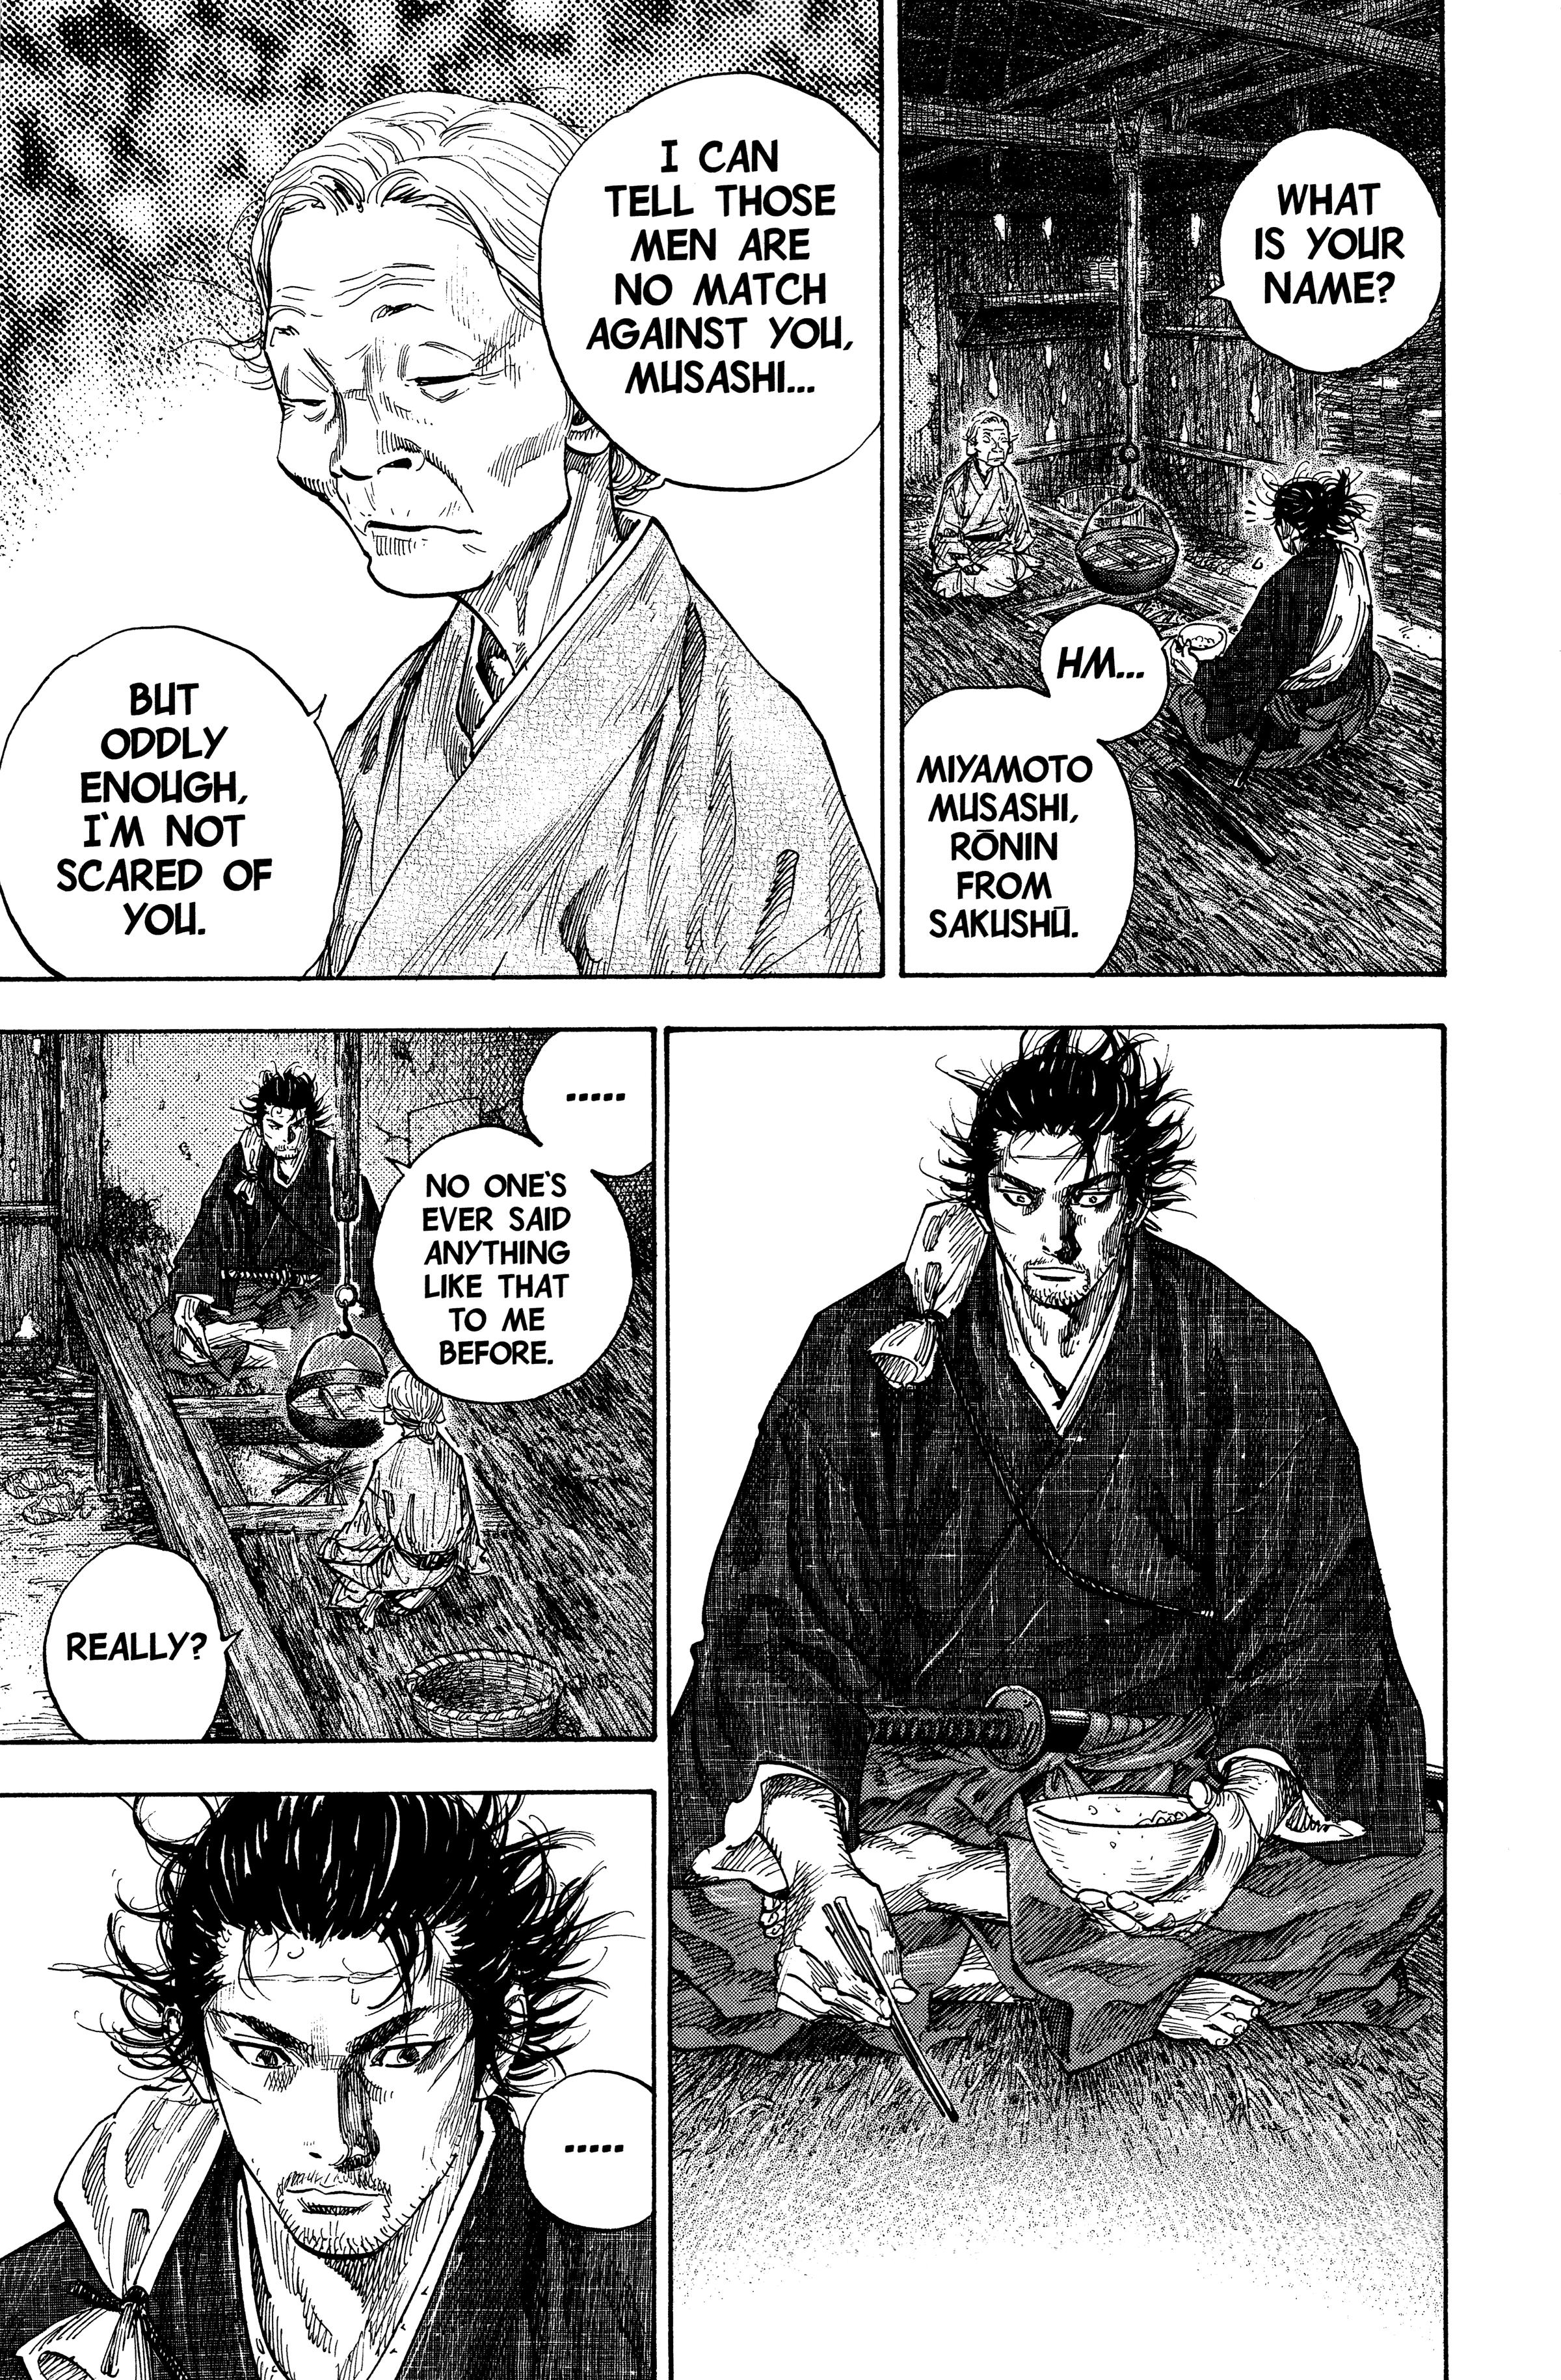 WHAT
IS YOUR
NAME?
HM...
MIYAMOTO
MUSASHI,
RŌNIN
FROM
SAKUSHŪ.
I CAN
TELL THOSE
MEN ARE
NO MATCH
AGAINST YOU,
MUSASHI...
BUT
ODDLY
ENOUGH,
I'M NOT
SCARED OF
YOU.
.....
NO ONE'S
EVER SAID
ANYTHING
LIKE THAT
TO ME
BEFORE.
REALLY?
.....